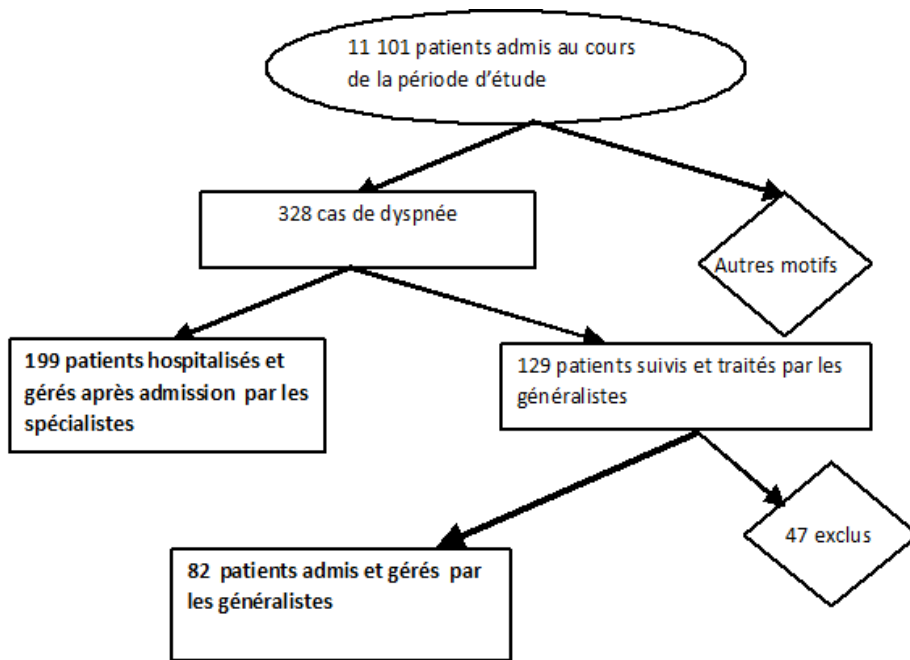 11 101 patients admis au cours
de la période d’étude
328 cas de dyspnée
Autres motifs
199 patients hospitalisés et
gérés après admission par les
spécialistes
129 patients suivis et traités par les
généralistes
47 exclus
82 patients admis et gérés par
les généralistes